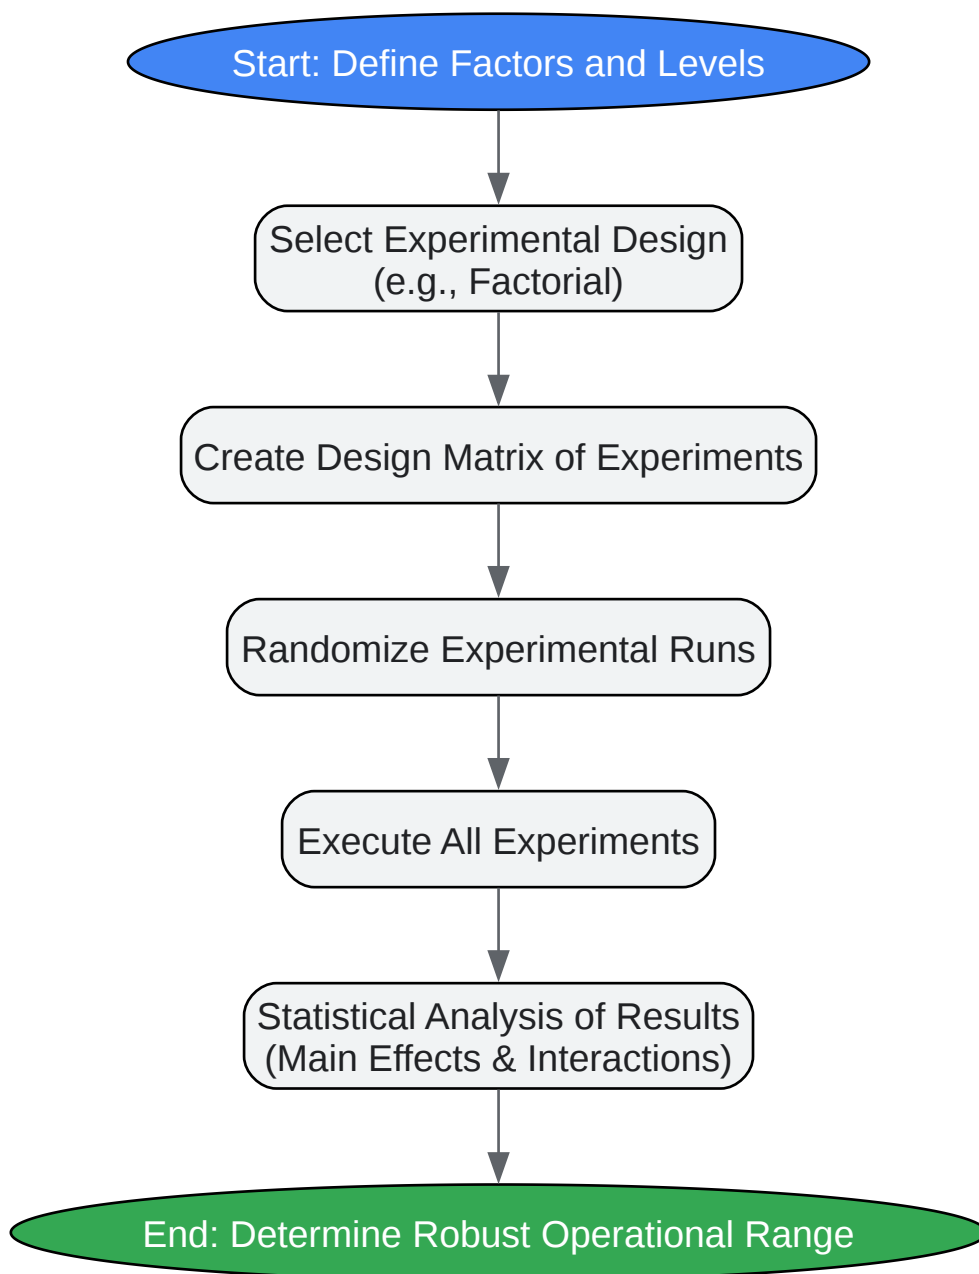 Start: Define Factors and Levels
Select Experimental Design
(e.g., Factorial)
Create Design Matrix of Experiments
Randomize Experimental Runs
Execute All Experiments
Statistical Analysis of Results
(Main Effects & Interactions)
End: Determine Robust Operational Range